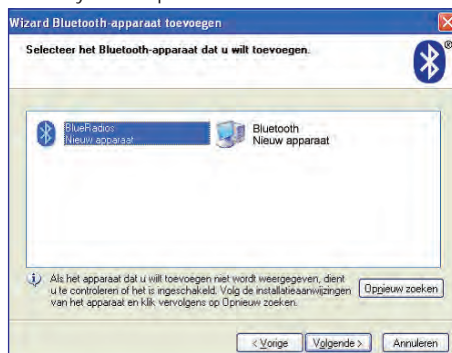 Wizard Bluetooth-apparaat toevoegen
Selecteer het Bluetooth-apparaat dat u wilt toevoegen.
®
BlueRadios
Nieuw apparaat
Bluetooth
Nieuw apparaat
Als het apparaat dat u wilt toevoegen niet wordt weergegeven, dient
u te controleren of het is ingeschakeld. Volg de installatieaanwijzingen
van het apparaat en klik vervolgens op Opnieuw zoeken.
Opnieuw zoeken
< Vorige
Volgende >
Annuleren